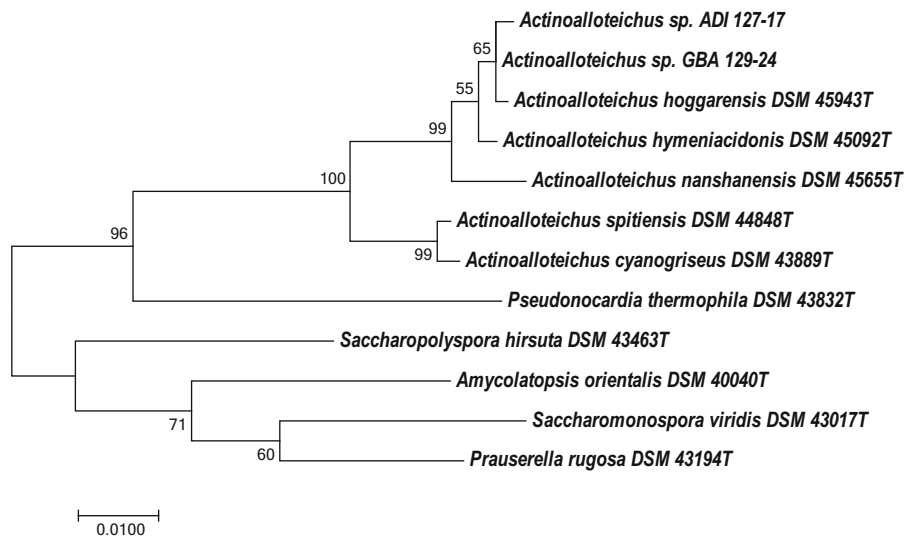 Actinoalloteichus sp. ADI 127-17
65
Actinoalloteichus sp. GBA 129-24
55
Actinoalloteichus hoggarensis DSM 45943T
99
Actinoalloteichus hymeniacidonis DSM 45092T
100
Actinoalloteichus nanshanensis DSM 45655T
Actinoalloteichus spitiensis DSM 44848T
96
99
Actinoalloteichus cyanogriseus DSM 43889T
Pseudonocardia thermophila DSM 43832T
Saccharopolyspora hirsuta DSM 43463T
Amycolatopsis orientalis DSM 40040T
71
Saccharomonospora viridis DSM 43017T
60
Prauserella rugosa DSM 43194T
0.0100